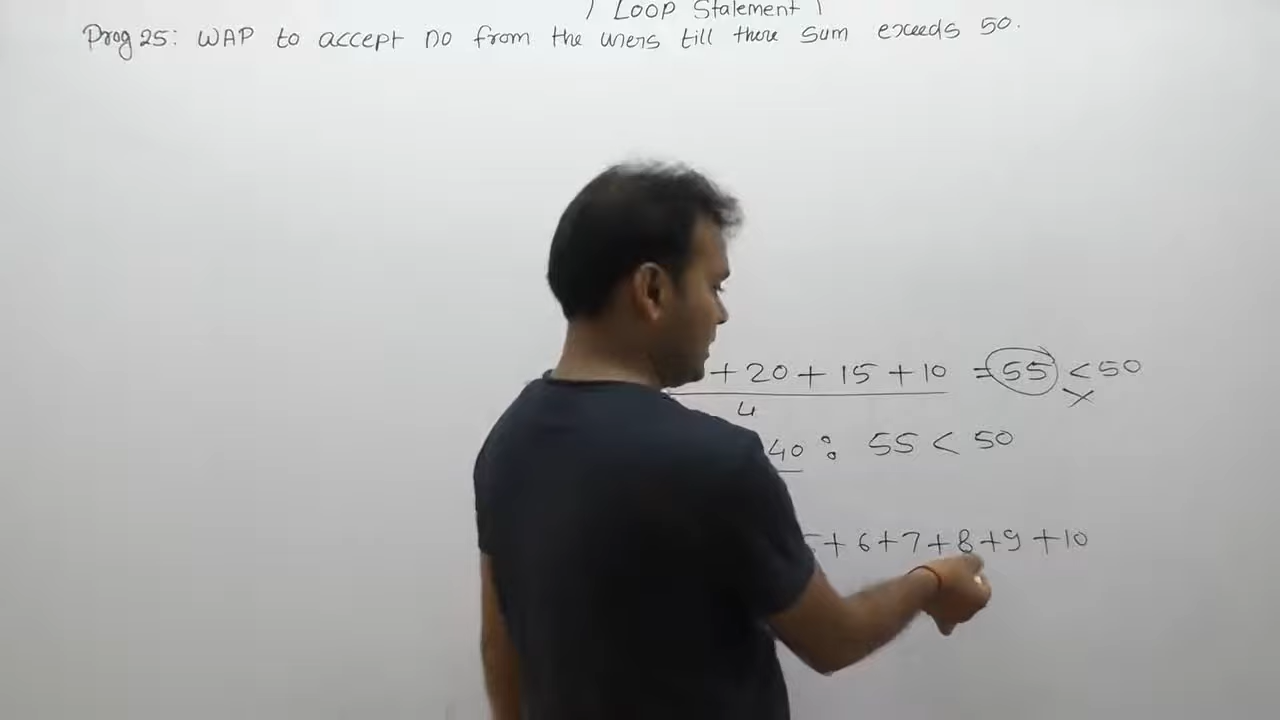 ( Loop Statement )
Prog 25: WAP to accept no from the users till there sum exceeds 50.
+ 20 + 15 + 10 = 55 < 50
4 ×
40 : 55 < 50
+ 6 + 7 + 8 + 9 + 10